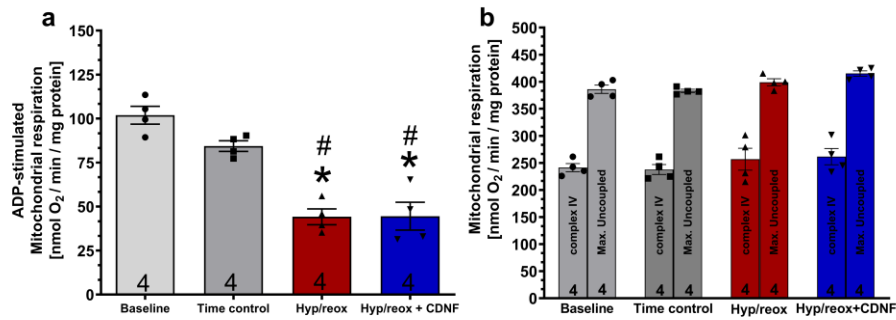 a
ADP-stimulated
Mitochondrial respiration
[nmol O2 / min / mg protein]
150
125
100
75
50
25
0
#
*
#
*
4
4
4
4
Baseline
Time control
Hyp/reox
Hyp/reox + CDNF
b
Mitochondrial respiration
[nmol O2 / min / mg protein]
500
450
400
350
300
250
200
150
100
50
0
complex IV
Max. Uncoupled
complex IV
Max. Uncoupled
complex IV
Max. Uncoupled
complex IV
Max. Uncoupled
4 4
4 4
4 4
4 4
Baseline
Time control
Hyp/reox
Hyp/reox+CDNF